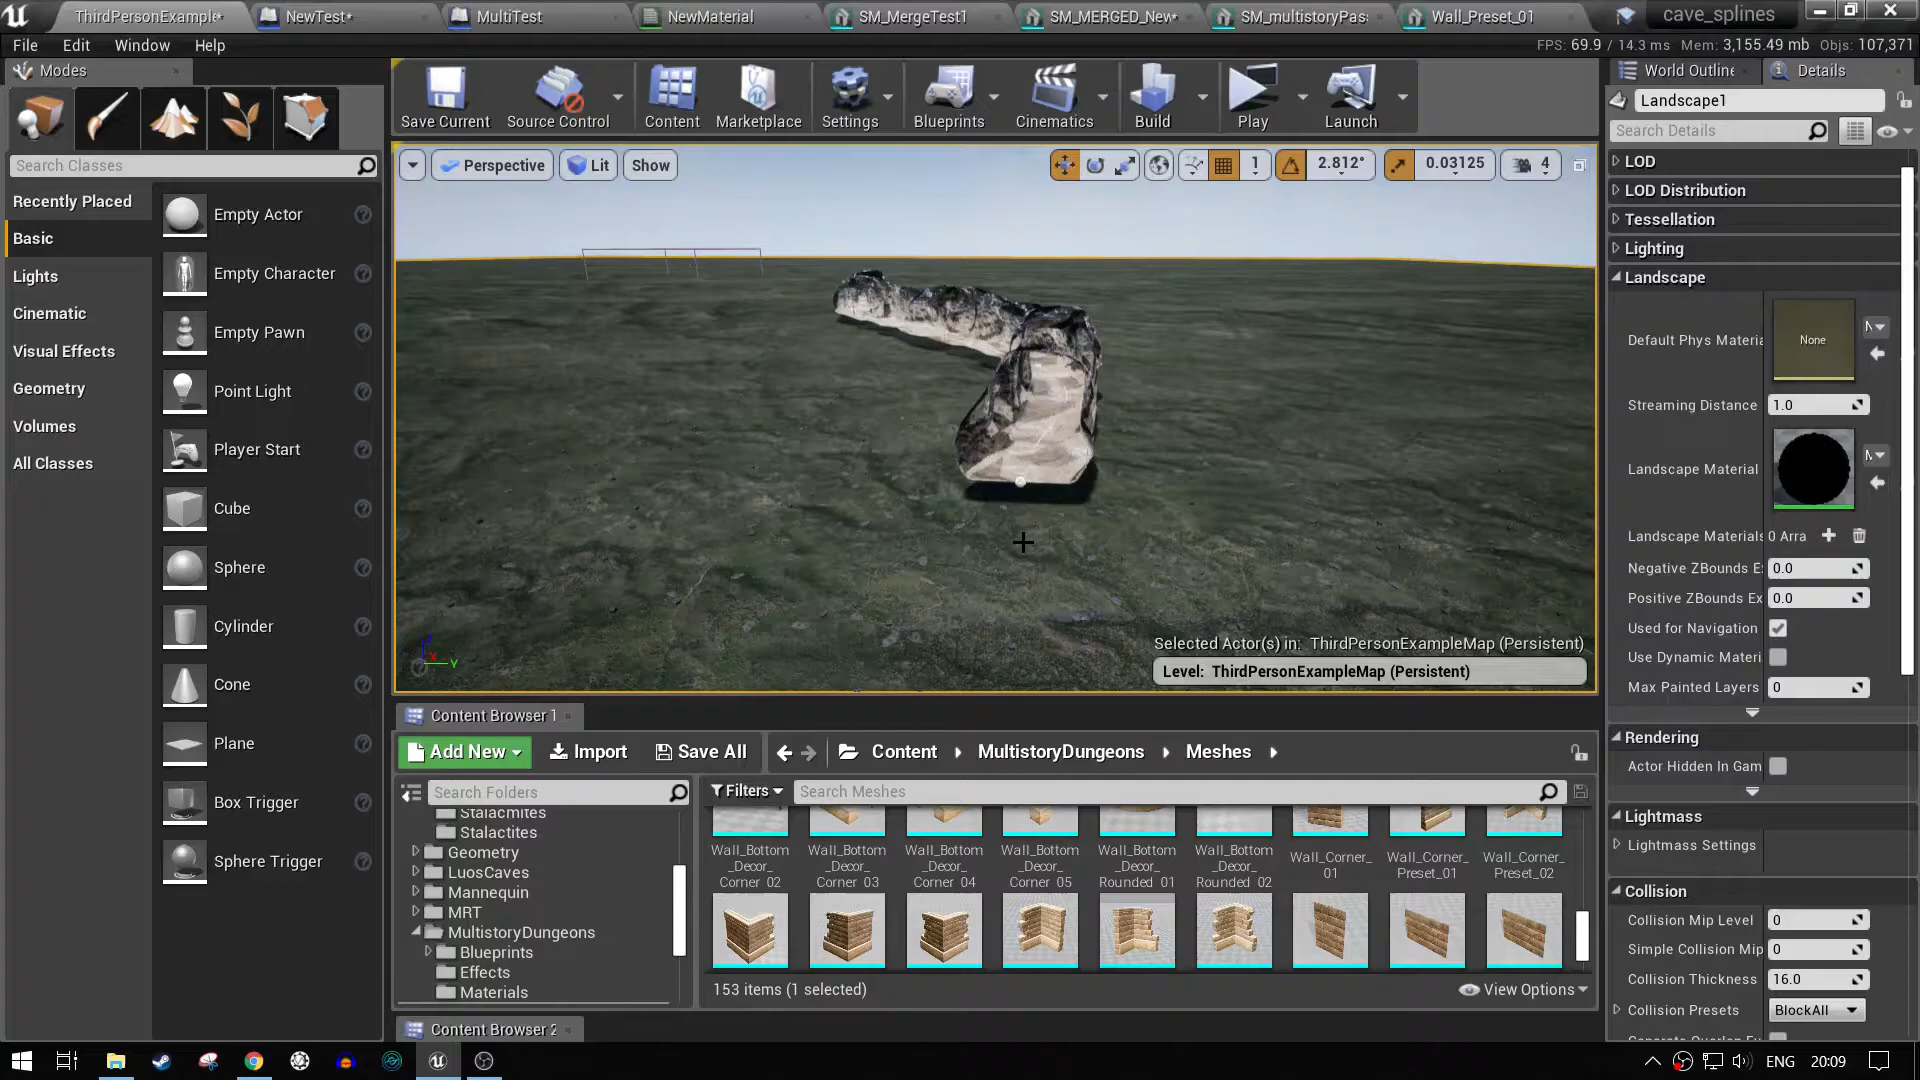 ThirdPersonExample*
NewTest*
MultiTest
NewMaterial
SM_MergeTest1
SM_MERGED_New*
SM_multistoryPas
Wall_Preset_01
cave_splines
File
Edit
Window
Help
FPS: 69.9 / 14.3 ms Mem: 3,155.49 mb Objs: 107,371
Modes
Search Classes
Recently Placed
Basic
Lights
Cinematic
Visual Effects
Geometry
Volumes
All Classes
Empty Actor
Empty Character
Empty Pawn
Point Light
Player Start
Cube
Sphere
Cylinder
Cone
Plane
Box Trigger
Sphere Trigger
Save Current
Source Control
Content
Marketplace
Settings
Blueprints
Cinematics
Build
Play
Launch
Perspective
Lit
Show
1
2.812°
0.03125
4
Y
Selected Actor(s) in: ThirdPersonExampleMap (Persistent)
Level: ThirdPersonExampleMap (Persistent)
Content Browser 1
Add New
Import
Save All
Content
MultistoryDungeons
Meshes
Search Folders
Filters
Search Meshes
Stalacmites
Stalactites
Geometry
LuosCaves
Mannequin
MRT
MultistoryDungeons
Blueprints
Effects
Materials
Wall_Bottom
_Decor_
Corner_02
Wall_Bottom
_Decor_
Corner_03
Wall_Bottom
_Decor_
Corner_04
Wall_Bottom
_Decor_
Corner_05
Wall_Bottom
_Decor_
Rounded_01
Wall_Bottom
_Decor_
Rounded_02
Wall_Corner_
01
Wall_Corner_
Preset_01
Wall_Corner_
Preset_02
153 items (1 selected)
View Options
Content Browser 2
World Outline
Details
Landscape1
Search Details
LOD
LOD Distribution
Tessellation
Lighting
Landscape
Default Phys Materia
None
Streaming Distance
1.0
Landscape Material
Landscape Materials
0 Arra
Negative ZBounds E
0.0
Positive ZBounds Ex
0.0
Used for Navigation
Use Dynamic Materi
Max Painted Layers
0
Rendering
Actor Hidden In Gam
Lightmass
Lightmass Settings
Collision
Collision Mip Level
0
Simple Collision Mip
0
Collision Thickness
16.0
Collision Presets
BlockAll
ENG
20:09